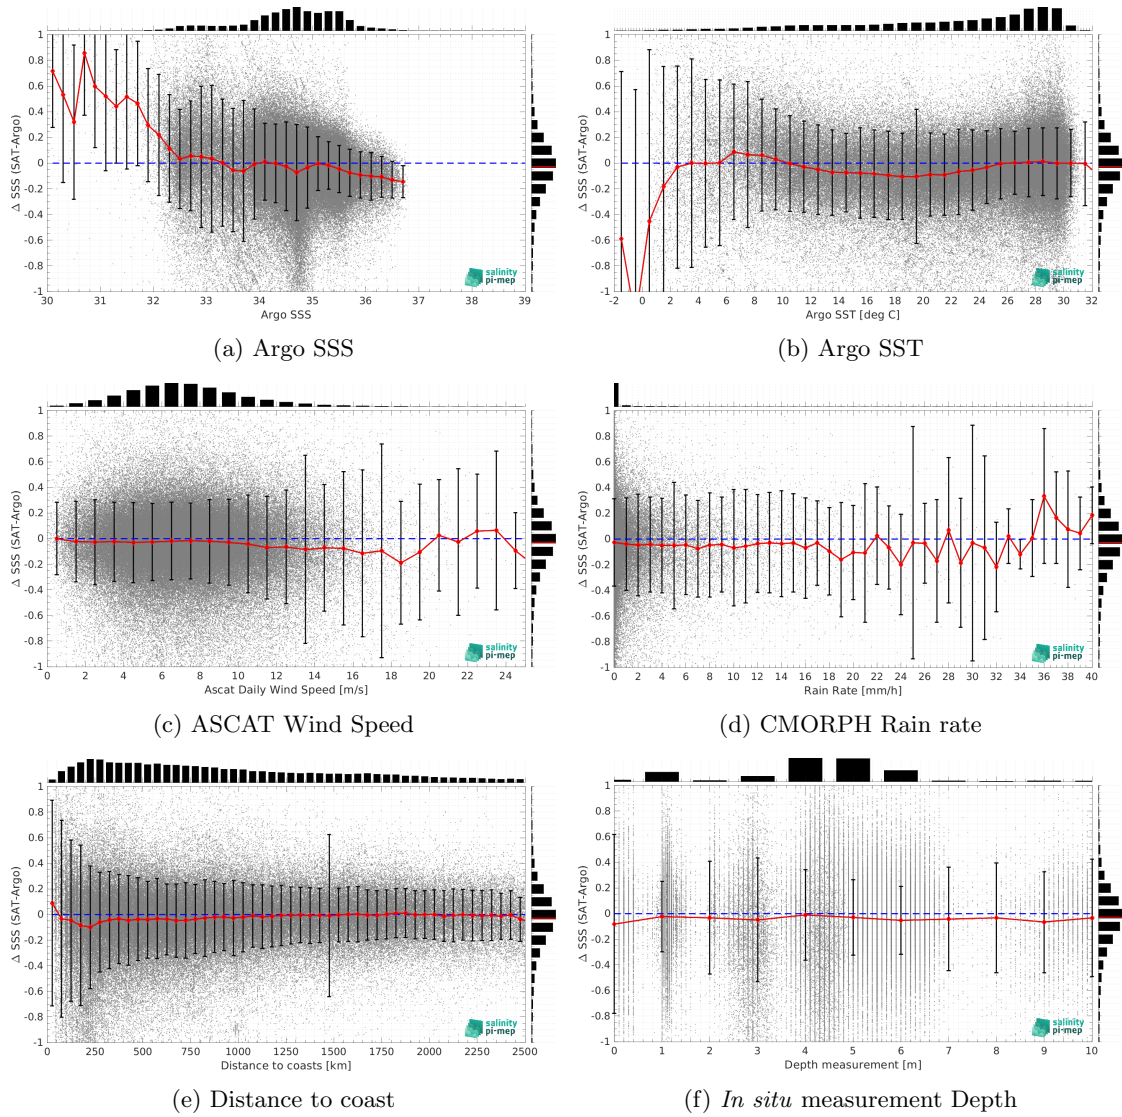 1
0.8
0.6
0.4
0.2
0
-0.2
-0.4
-0.6
-0.8
-1
Δ SSS (SAT-Argo)
salinity
pi-mep
30 31 32 33 34 35 36 37 38 39
Argo SSS
(a) Argo SSS
1
0.8
0.6
0.4
0.2
0
-0.2
-0.4
-0.6
-0.8
-1
Δ SSS (SAT-Argo)
salinity
pi-mep
-2 0 2 4 6 8 10 12 14 16 18 20 22 24 26 28 30 32
Argo SST [deg C]
(b) Argo SST
1
0.8
0.6
0.4
0.2
0
-0.2
-0.4
-0.6
-0.8
-1
Δ SSS (SAT-Argo)
salinity
pi-mep
0 2 4 6 8 10 12 14 16 18 20 22 24
Ascat Daily Wind Speed [m/s]
(c) ASCAT Wind Speed
1
0.8
0.6
0.4
0.2
0
-0.2
-0.4
-0.6
-0.8
-1
Δ SSS (SAT-Argo)
salinity
pi-mep
0 2 4 6 8 10 12 14 16 18 20 22 24 26 28 30 32 34 36 38 40
Rain Rate [mm/h]
(d) CMORPH Rain rate
1
0.8
0.6
0.4
0.2
0
-0.2
-0.4
-0.6
-0.8
-1
Δ SSS (SAT-Argo)
salinity
pi-mep
0 250 500 750 1000 1250 1500 1750 2000 2250 2500
Distance to coasts [km]
(e) Distance to coast
1
0.8
0.6
0.4
0.2
0
-0.2
-0.4
-0.6
-0.8
-1
Δ SSS (SAT-Argo)
salinity
pi-mep
0 1 2 3 4 5 6 7 8 9 10
Depth measurement [m]
(f) In situ measurement Depth